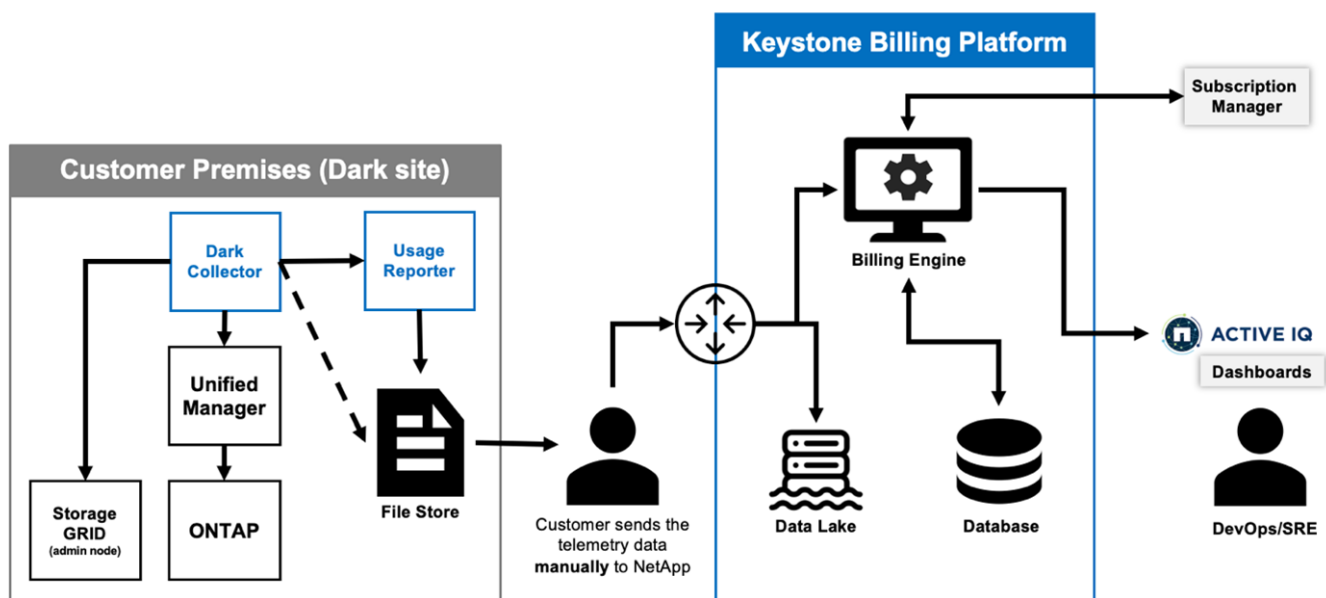 Keystone Billing Platform
Subscription
Manager
Customer Premises (Dark site)
Dark
Collector
Usage
Reporter
Billing Engine
Unified
Manager
ACTIVE IQ
Dashboards
Storage
GRID
(admin node)
ONTAP
File Store
Customer sends the
telemetry data
manually to NetApp
Data Lake
Database
DevOps/SRE